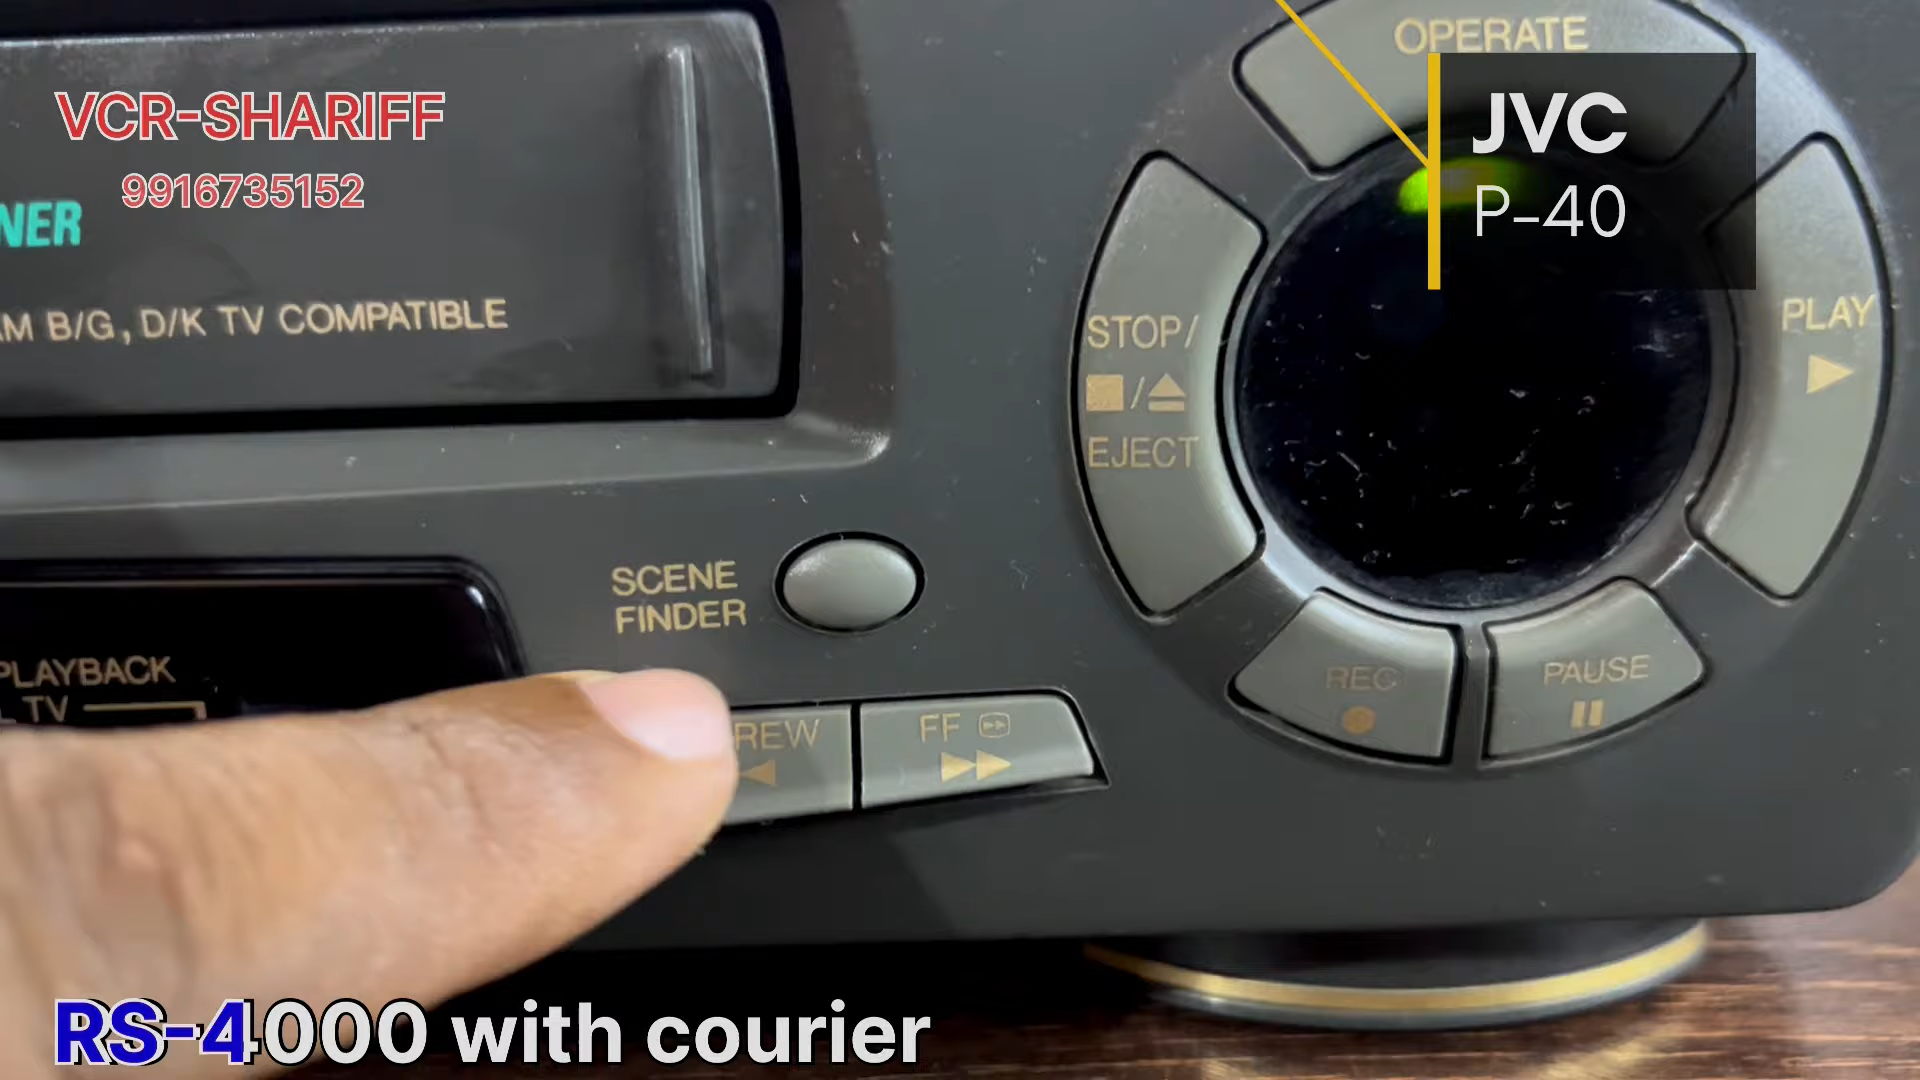 VCR-SHARIFF
9916735152
NER
AM B/G, D/K TV COMPATIBLE
OPERATE
JVC
P-40
STOP/
EJECT
PLAY
SCENE
FINDER
REW
FF
REC
PAUSE
PLAYBACK
TV
RS-4000 with courier